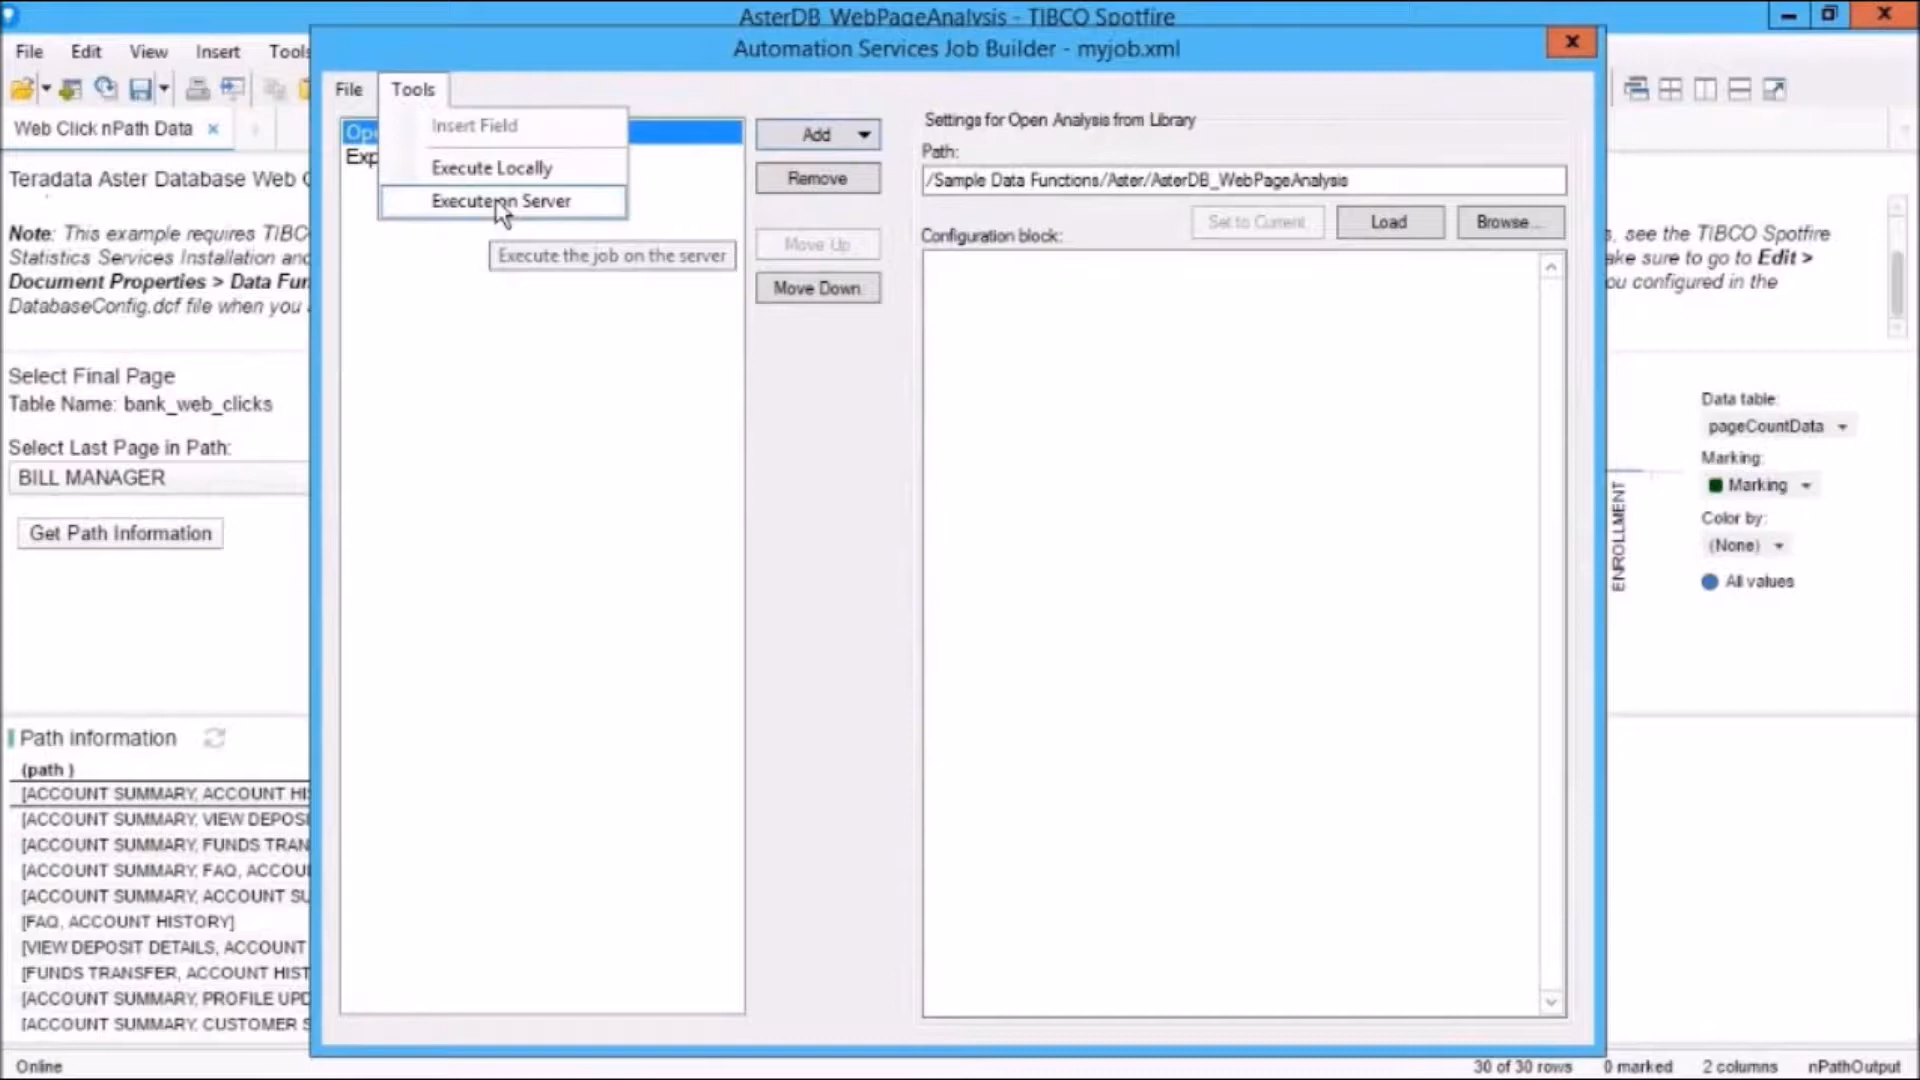 AsterDB_WebPageAnalysis - TIBCO Spotfire
File Edit View Insert Tools
Automation Services Job Builder - myjob.xml
File Tools
Insert Field
Execute Locally
Execute on Server
Execute the job on the server
Ope
Exp
Add
Remove
Move Up
Move Down
Settings for Open Analysis from Library
Path:
/Sample Data Functions/Aster/AsterDB_WebPageAnalysis
Set to Current Load Browse...
Configuration block:
Web Click nPath Data
Teradata Aster Database Web C
Note: This example requires TIBC
Statistics Services Installation and
Document Properties > Data Fun
DatabaseConfig.dcf file when you
s, see the TIBCO Spotfire
ake sure to go to Edit >
ou configured in the
Select Final Page
Table Name: bank_web_clicks
Select Last Page in Path:
BILL MANAGER
Get Path Information
ENROLLMENT
Data table:
pageCountData
Marking:
Marking
Color by:
(None)
All values
Path information
(path )
[ACCOUNT SUMMARY, ACCOUNT HI
[ACCOUNT SUMMARY, VIEW DEPOSI
[ACCOUNT SUMMARY, FUNDS TRAN
[ACCOUNT SUMMARY, FAQ, ACCOU
[ACCOUNT SUMMARY, ACCOUNT SU
[FAQ, ACCOUNT HISTORY]
[VIEW DEPOSIT DETAILS, ACCOUNT
[FUNDS TRANSFER, ACCOUNT HIST
[ACCOUNT SUMMARY, PROFILE UPD
[ACCOUNT SUMMARY, CUSTOMER S
Online
30 of 30 rows 0 marked 2 columns nPathOutput